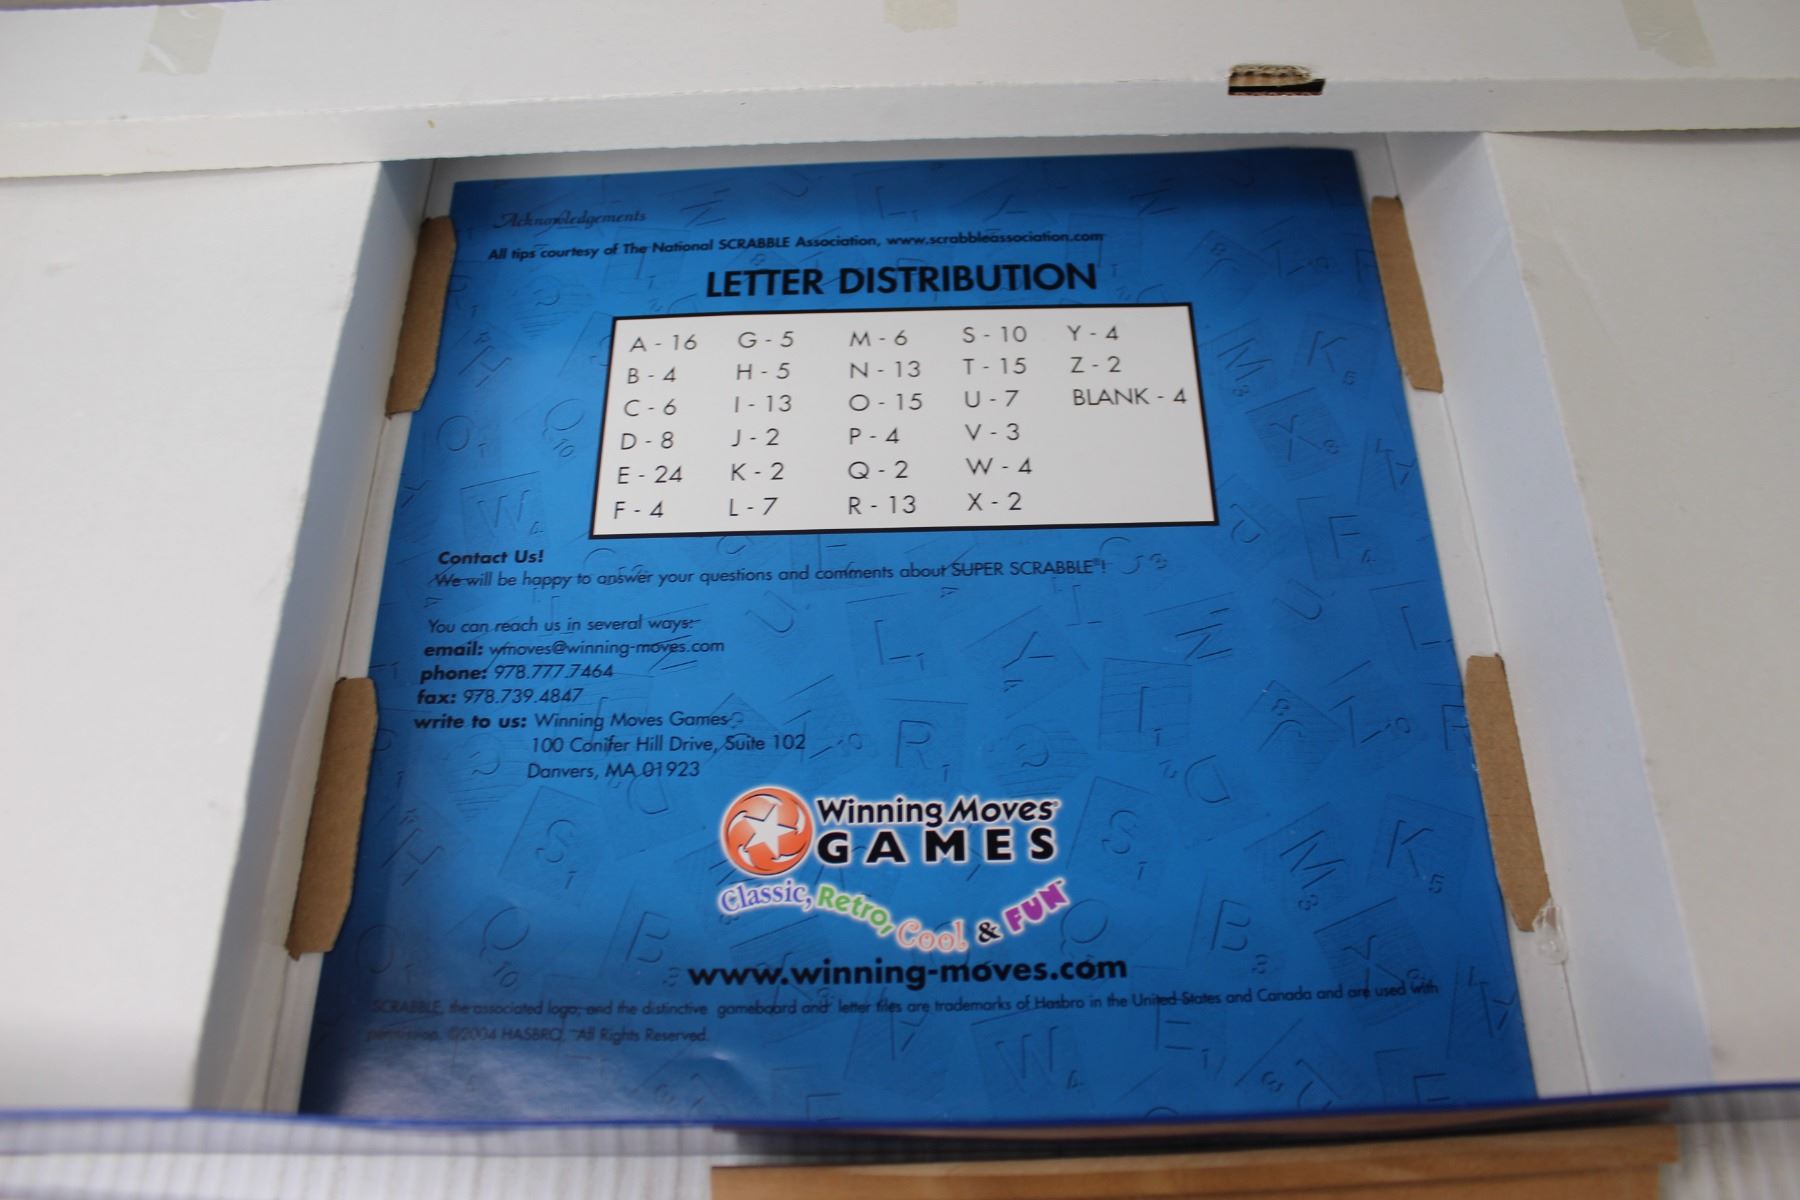 Acknowledgements
All tips courtesy of The National SCRABBLE Association, www.scrabbleassociation.com
LETTER DISTRIBUTION
A - 16 G - 5 M - 6 S - 10 Y - 4
B - 4 H - 5 N - 13 T - 15 Z - 2
C - 6 I - 13 O - 15 U - 7 BLANK - 4
D - 8 J - 2 P - 4 V - 3
E - 24 K - 2 Q - 2 W - 4
F - 4 L - 7 R - 13 X - 2
Contact Us!
We will be happy to answer your questions and comments about SUPER SCRABBLE®!
You can reach us in several ways:
email: wmoves@winning-moves.com
phone: 978.777.7464
fax: 978.739.4847
write to us: Winning Moves Games
100 Conifer Hill Drive, Suite 102
Danvers, MA 01923
Winning Moves®
GAMES
Classic, Retro, Cool & FUN™
www.winning-moves.com
SCRABBLE, the associated logo, and the distinctive gameboard and letter tiles are trademarks of Hasbro in the United States and Canada and are used with
permission. ©2004 HASBRO. All Rights Reserved.